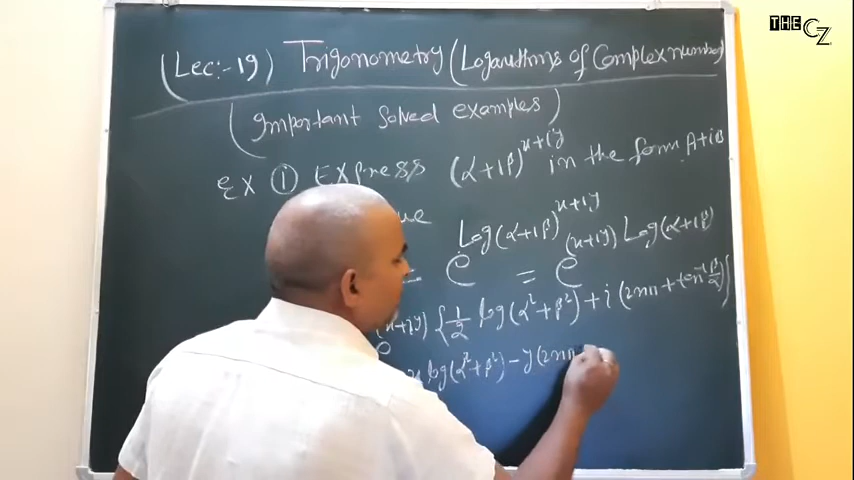 THE CZ
(Lec:-19) Trigonometry (Logarithms of Complex number)
(Important Solved examples)
Ex ① Express (α+iβ)^x+iy in the form A+iB
Log(α+iβ)^x+iy (x+iy) Log(α+iβ)
= e = e
(x+iy) {1/2 log(α²+β²) + i (2nπ + tan⁻¹ β/α)}
log(α²+β²) - y(2nπ